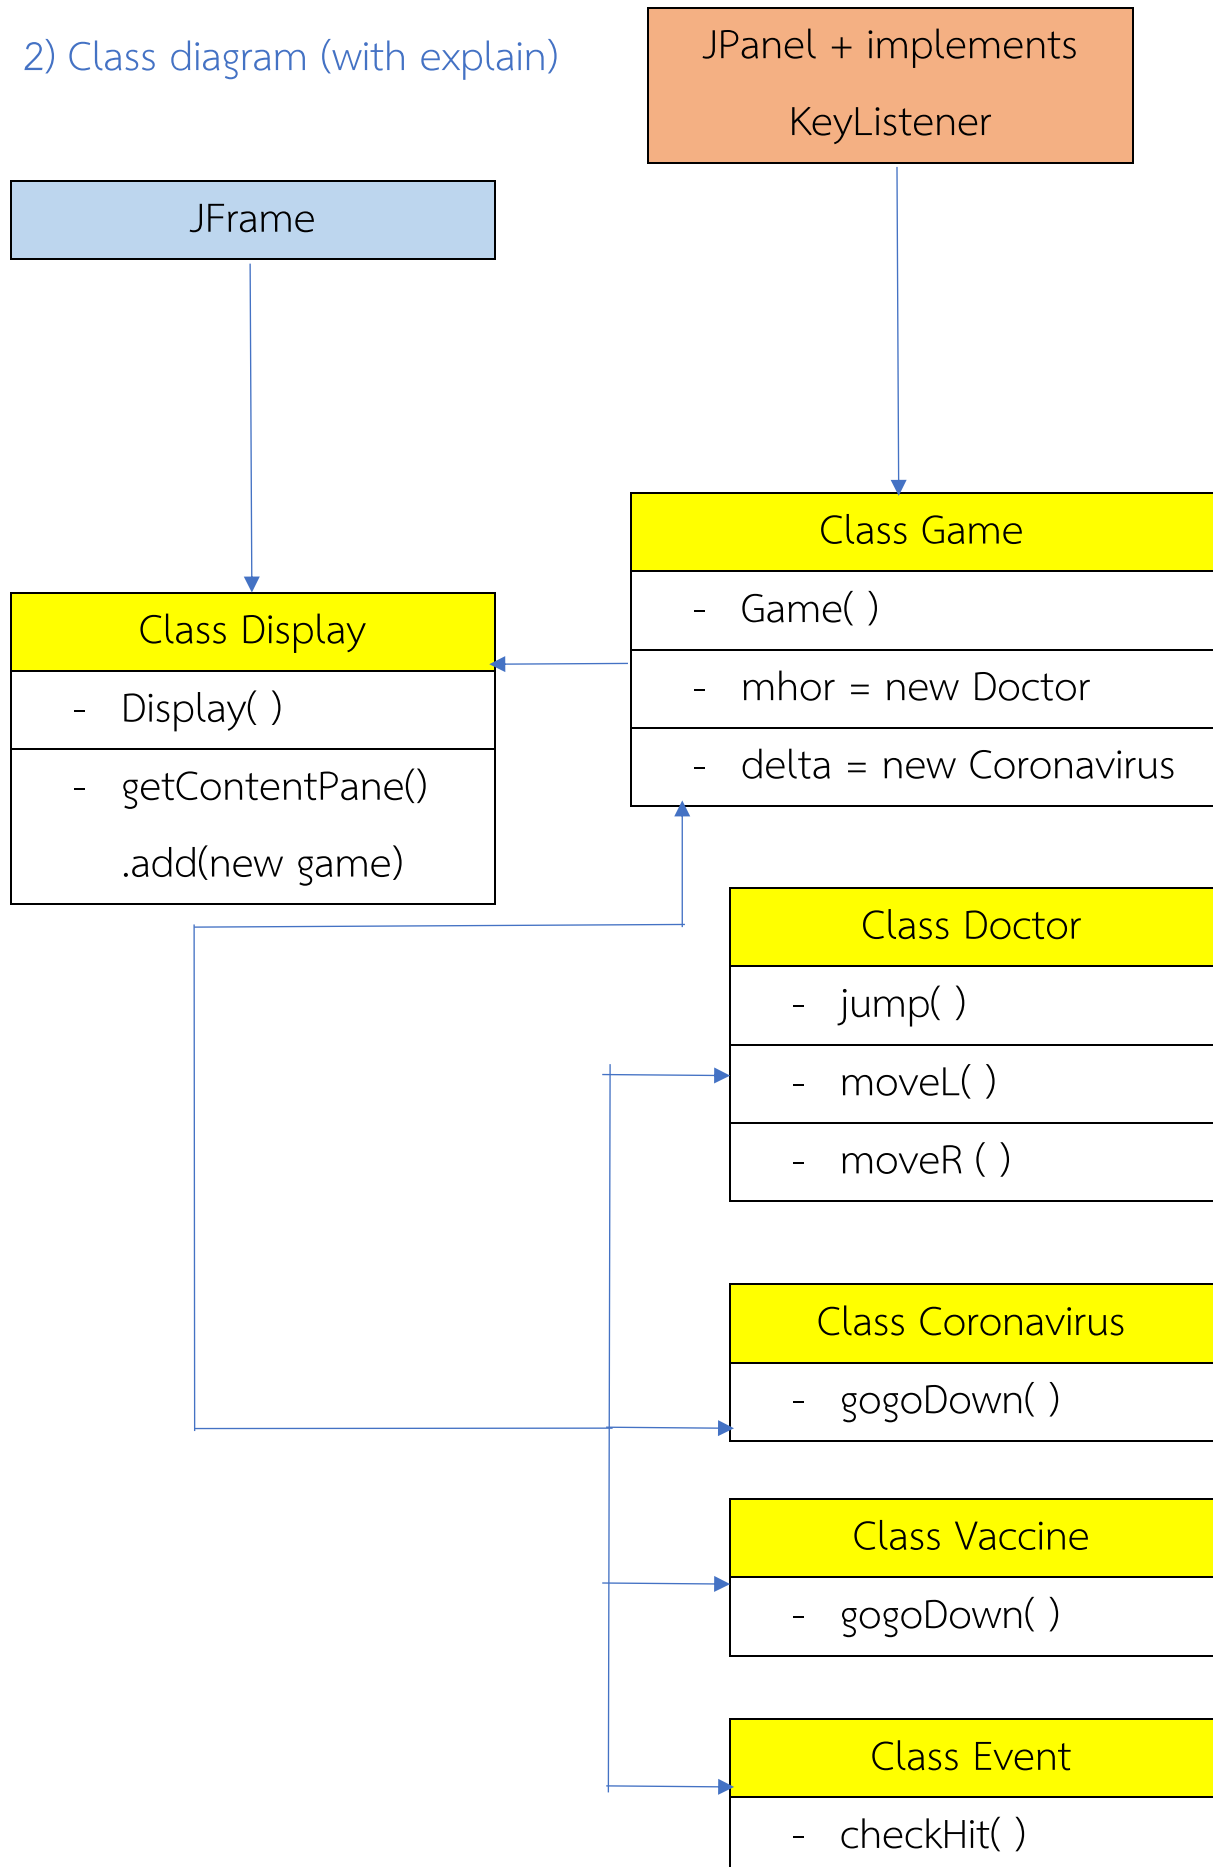 2) Class diagram (with explain)
JPanel + implements
KeyListener
JFrame
Class Game
- Game( )
- mhor = new Doctor
- delta = new Coronavirus
Class Display
- Display( )
- getContentPane()
.add(new game)
Class Doctor
- jump( )
- moveL( )
- moveR ( )
Class Coronavirus
- gogoDown( )
Class Vaccine
- gogoDown( )
Class Event
- checkHit( )